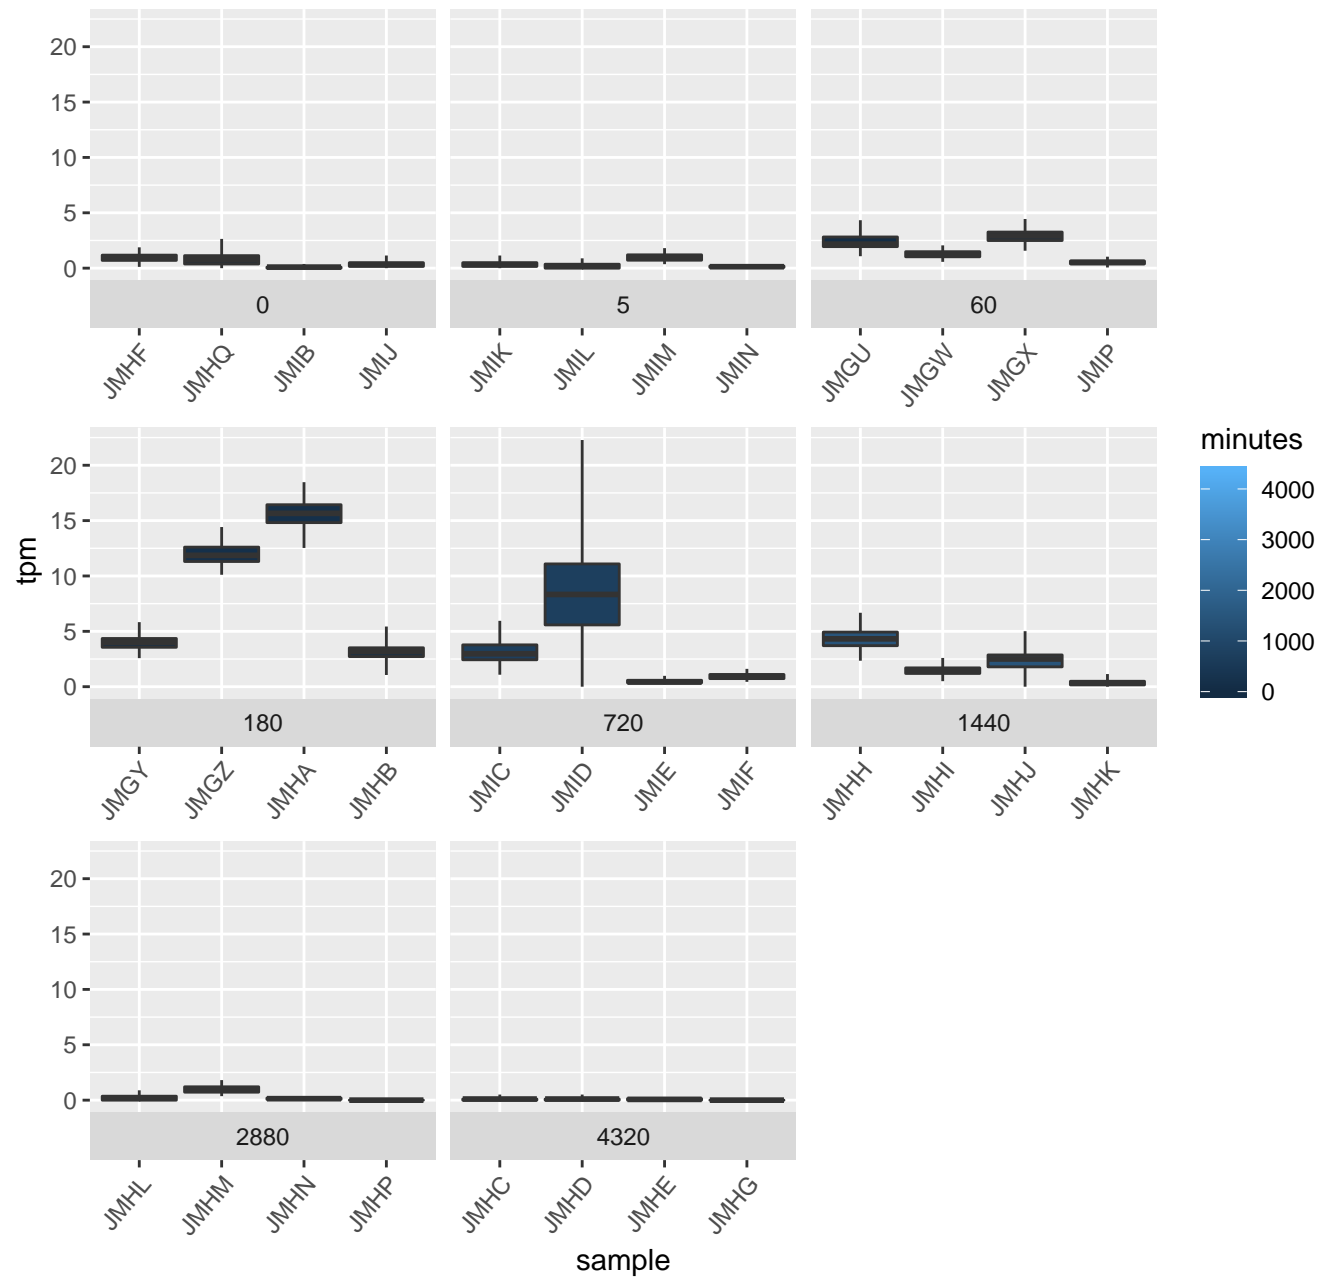 20
15
10
5
0
0 5 60
JMHF JMHQ JMIB JMIJ JMIK JMIL JMIM JMIN JMGU JMGW JMGX JMIP
tpm
20
15
10
5
0
180 720 1440
JMGY JMGZ JMHA JMHB JMIC JMID JMIE JMIF JMHH JMHI JMHJ JMHK
minutes
4000
3000
2000
1000
0
20
15
10
5
0
2880 4320
JMHL JMHM JMHN JMHP JMHC JMHD JMHE JMHG
sample